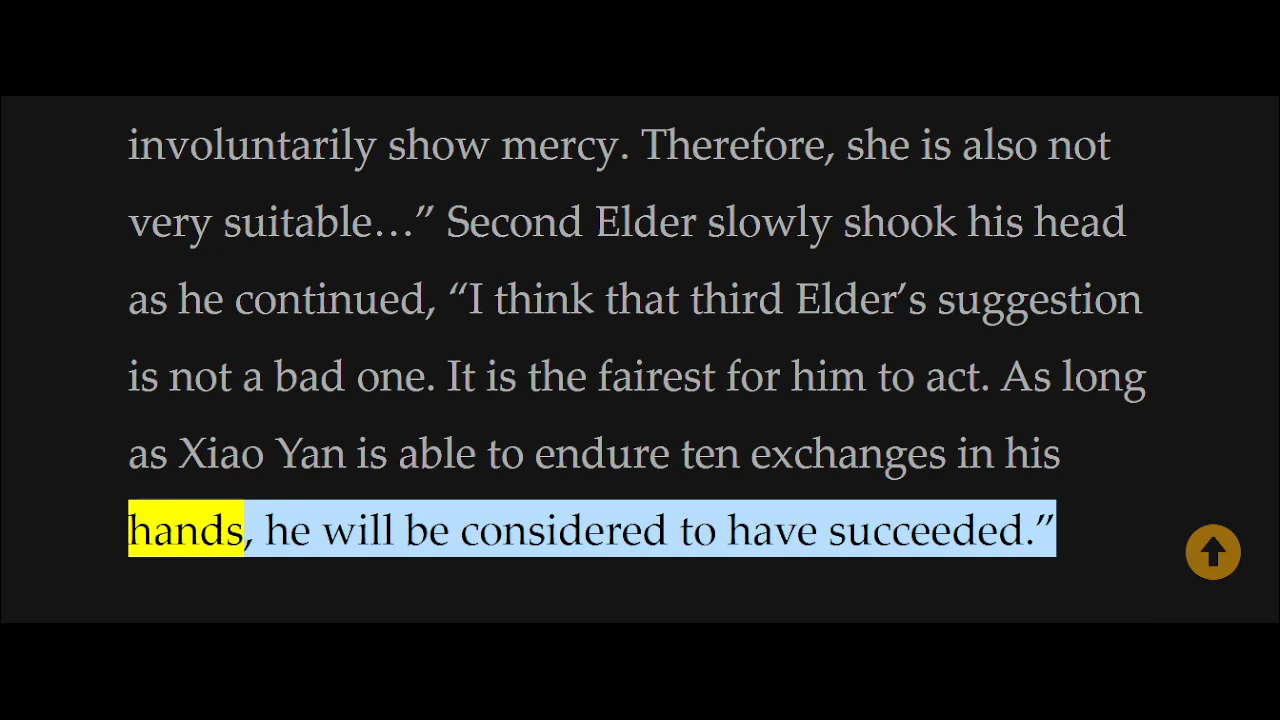 involuntarily show mercy. Therefore, she is also not
very suitable…” Second Elder slowly shook his head
as he continued, “I think that third Elder’s suggestion
is not a bad one. It is the fairest for him to act. As long
as Xiao Yan is able to endure ten exchanges in his
hands, he will be considered to have succeeded.”